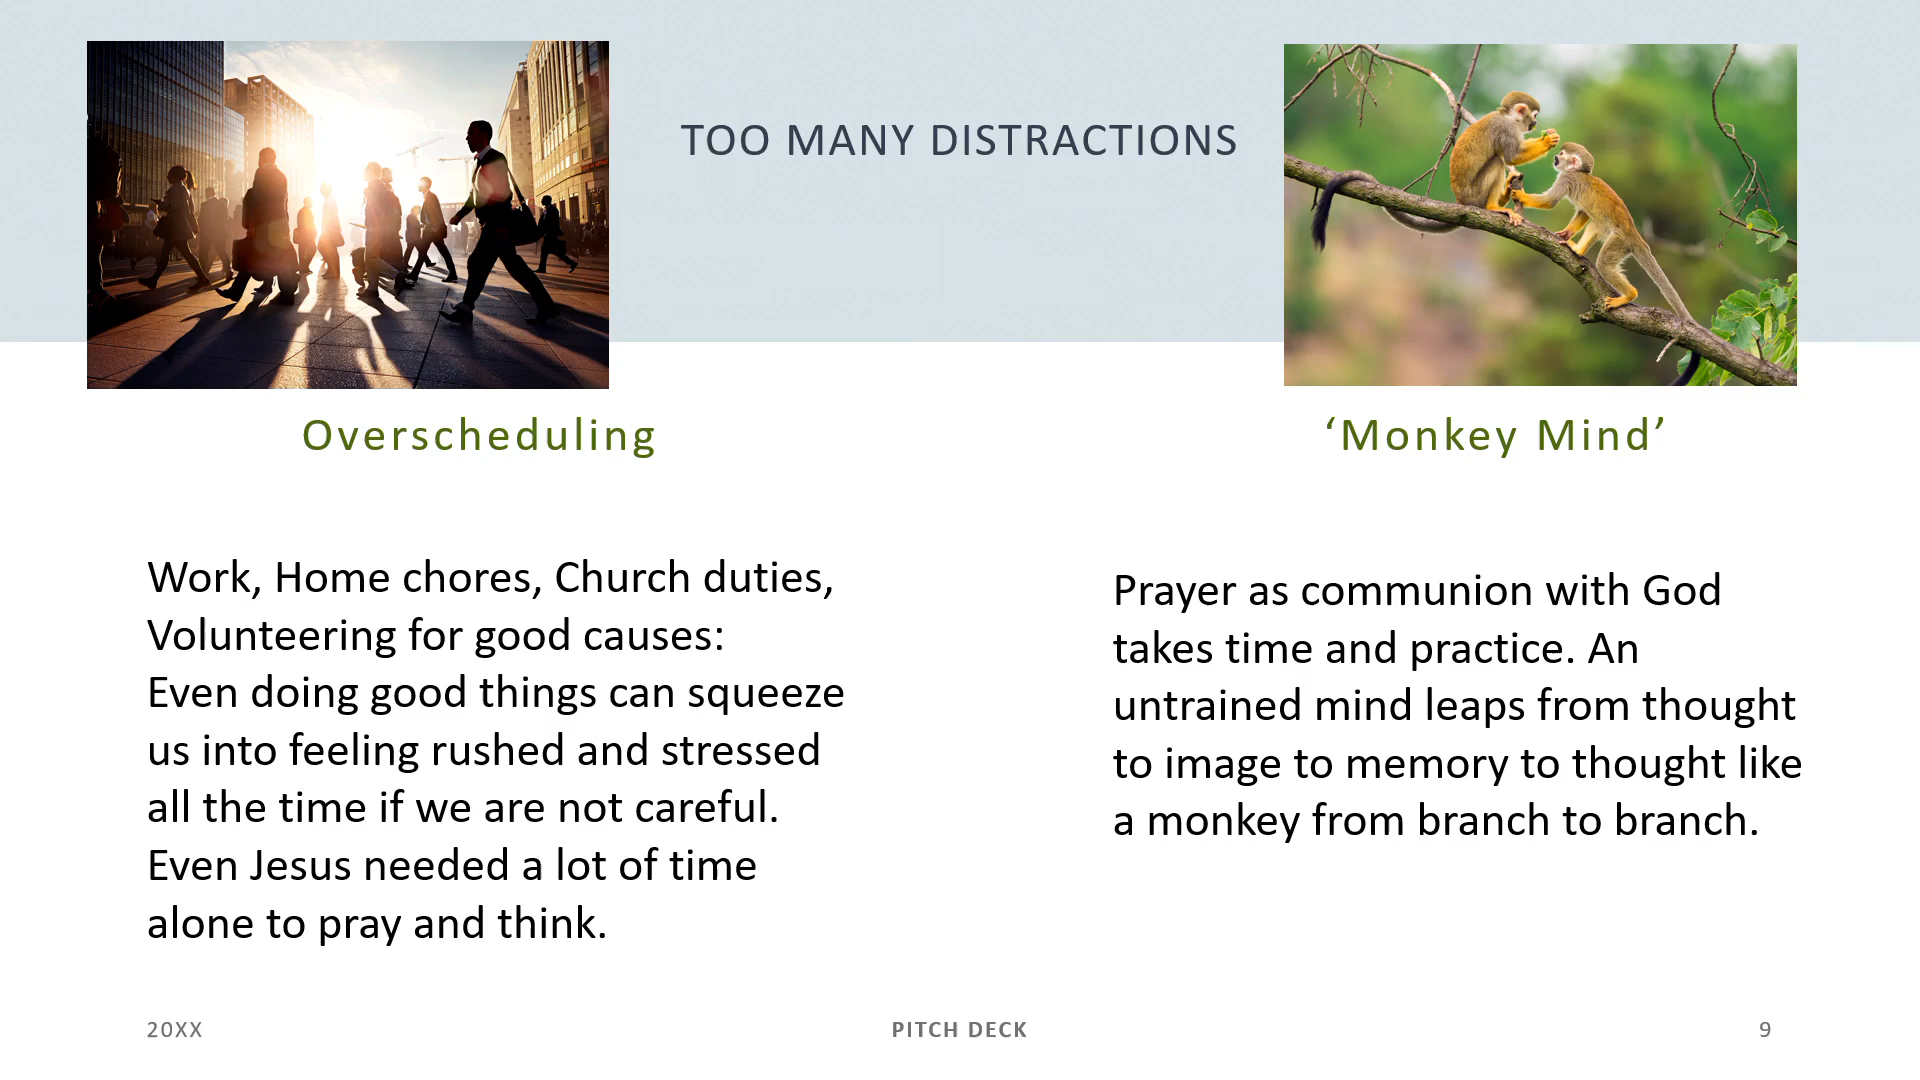 TOO MANY DISTRACTIONS
Overscheduling
Work, Home chores, Church duties,
Volunteering for good causes:
Even doing good things can squeeze
us into feeling rushed and stressed
all the time if we are not careful.
Even Jesus needed a lot of time
alone to pray and think.
‘Monkey Mind’
Prayer as communion with God
takes time and practice. An
untrained mind leaps from thought
to image to memory to thought like
a monkey from branch to branch.
20XX
PITCH DECK
9